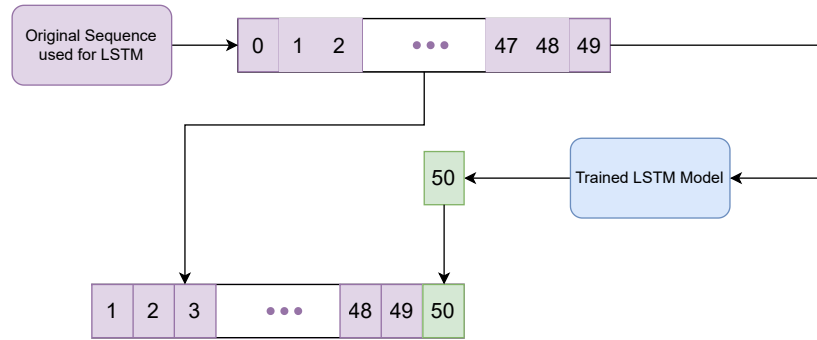 Original Sequence
used for LSTM
0 1 2 ••• 47 48 49
50
Trained LSTM Model
1 2 3 ••• 48 49 50